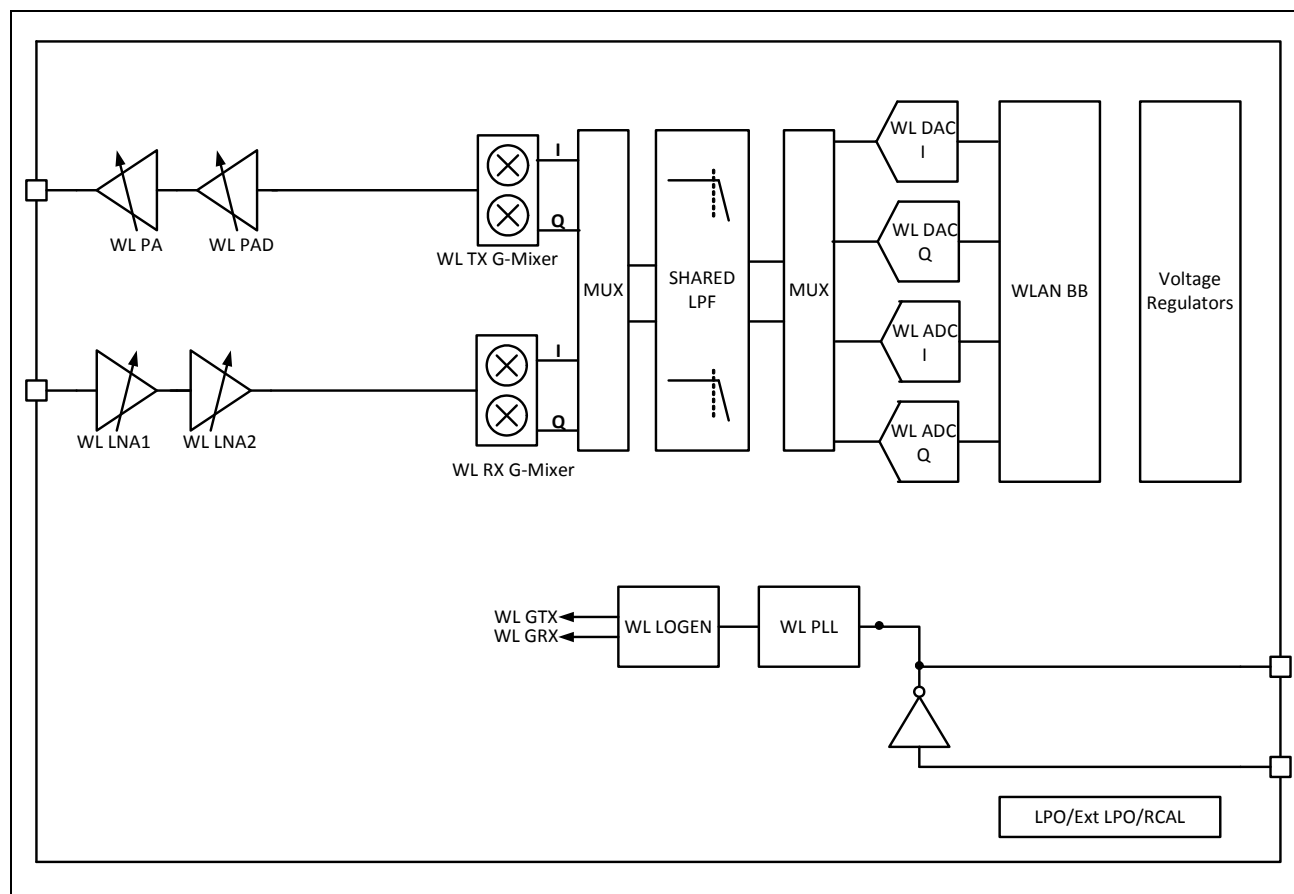 WL PA
WL PAD
WL TX G-Mixer
I
Q
WL LNA1
WL LNA2
WL RX G-Mixer
I
Q
MUX
SHARED
LPF
MUX
WL DAC
I
WL DAC
Q
WL ADC
I
WL ADC
Q
WLAN BB
Voltage
Regulators
WL GTX
WL GRX
WL LOGEN
WL PLL
LPO/Ext LPO/RCAL